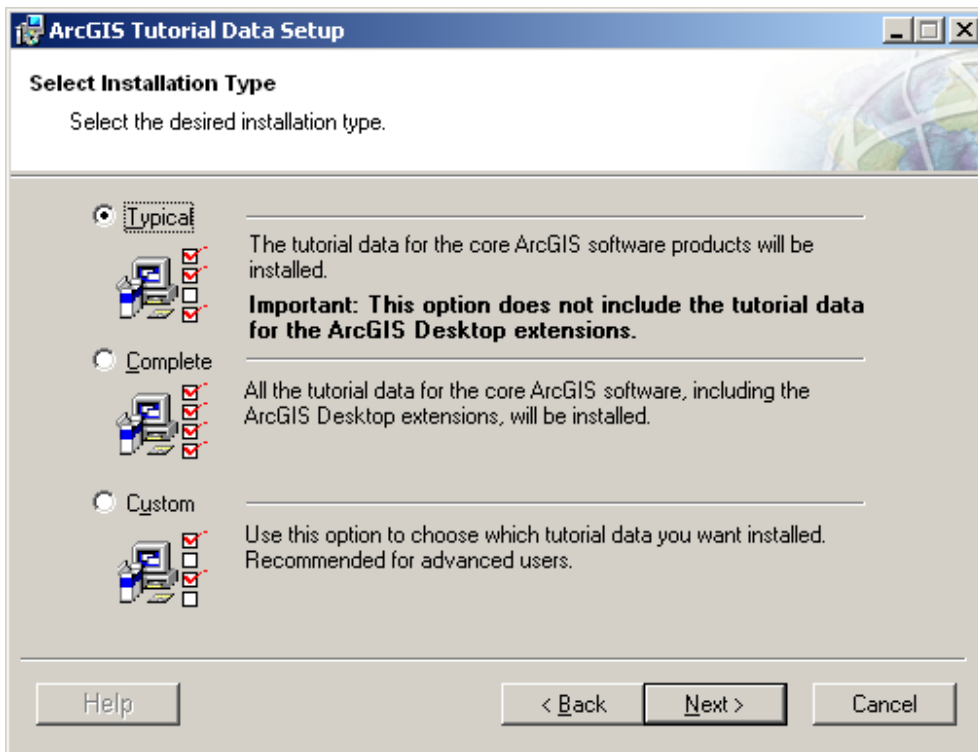 ArcGIS Tutorial Data Setup
Select Installation Type
Select the desired installation type.
Typical
The tutorial data for the core ArcGIS software products will be
installed.
Important: This option does not include the tutorial data
for the ArcGIS Desktop extensions.
Complete
All the tutorial data for the core ArcGIS software, including the
ArcGIS Desktop extensions, will be installed.
Custom
Use this option to choose which tutorial data you want installed.
Recommended for advanced users.
Help
< Back
Next >
Cancel